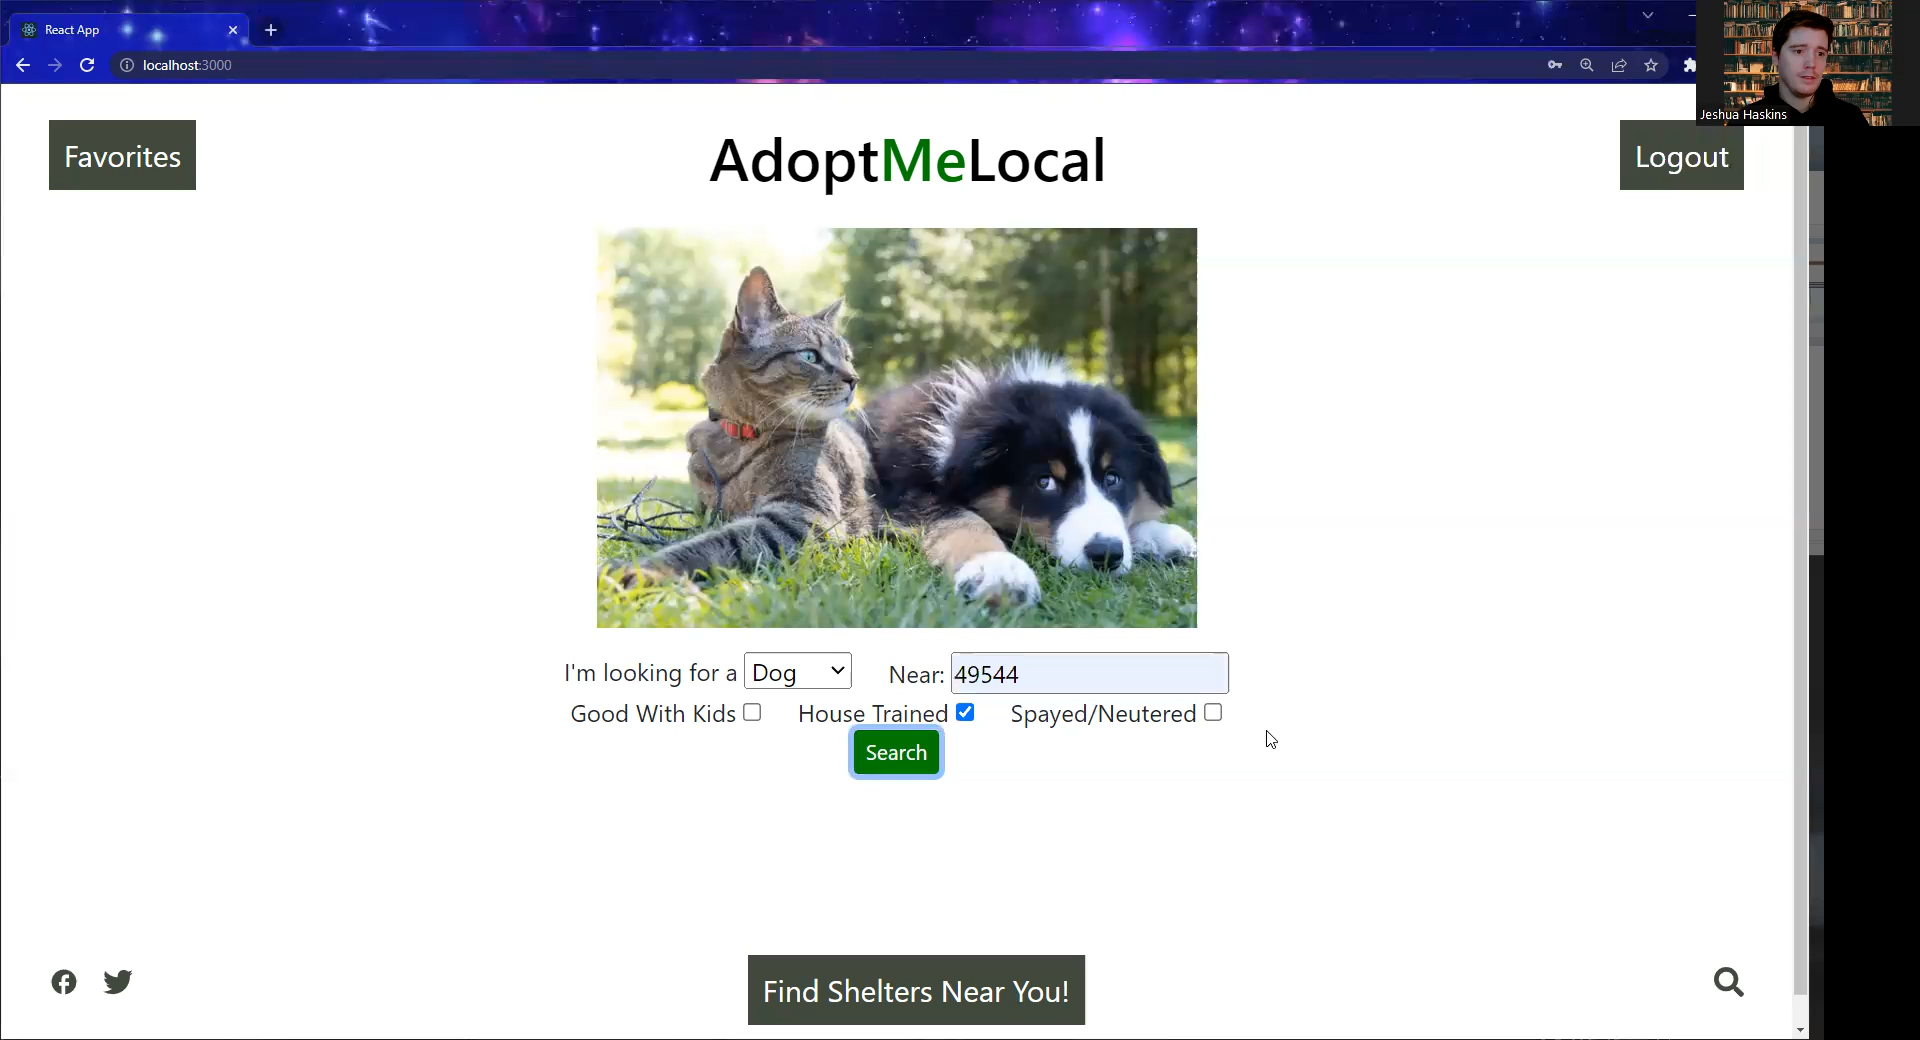 React App
localhost:3000
Jeshua Haskins
Favorites
AdoptMeLocal
Logout
I'm looking for a Dog Near: 49544
Good With Kids House Trained Spayed/Neutered
Search
Find Shelters Near You!